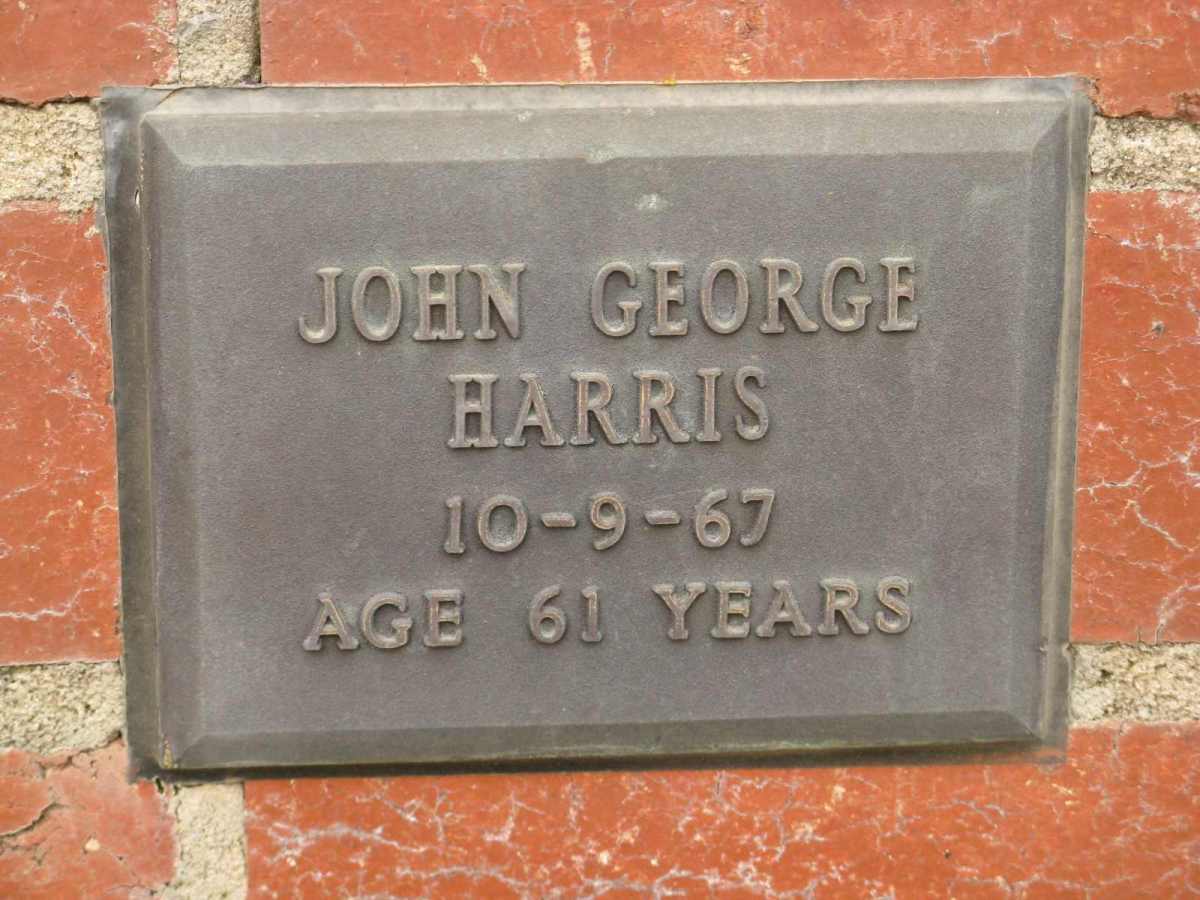 JOHN GEORGE
HARRIS
10-9-67
AGE 61 YEARS